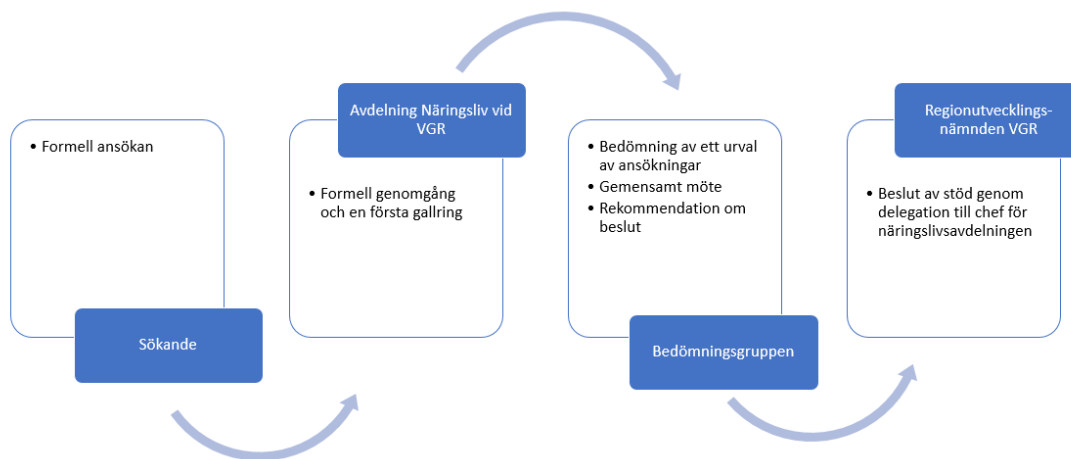 • Formell ansökan
Sökande
Avdelning Näringsliv vid
VGR
• Formell genomgång
och en första gallring
• Bedömning av ett urval
av ansökningar
• Gemensamt möte
• Rekommendation om
beslut
Bedömningsgruppen
Regionutvecklings-
nämnden VGR
• Beslut av stöd genom
delegation till chef för
näringslivsavdelningen